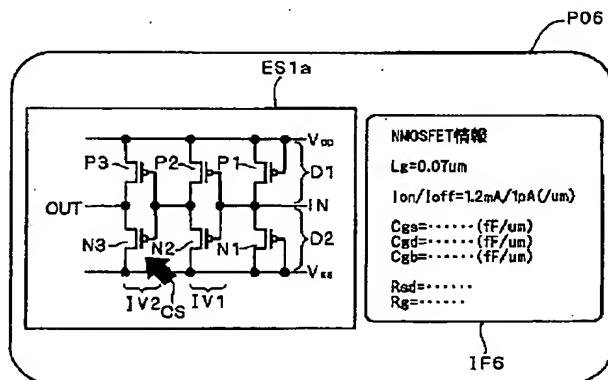 P06
ES1a
P3 P2 P1 VDD
D1
OUT IN
D2
N3 N2 N1
VSS
IV2 CS IV1
NMOSFET情報
Lg=0.07um
Ion/Ioff=1.2mA/1pA(/um)
Cgs=······(fF/um)
Cgd=······(fF/um)
Cgb=······(fF/um)
Rsd=······
Rg=······
IF6